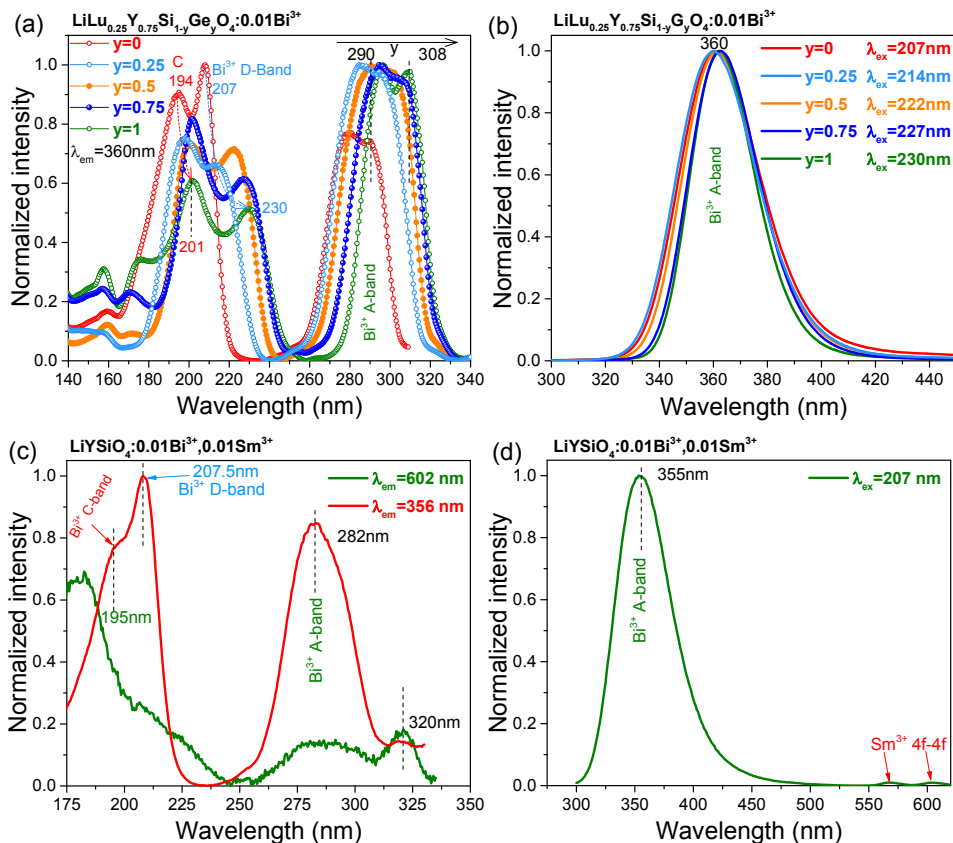 (a)
LiLu0.25Y0.75Si1-yGeyO4:0.01Bi3+
y=0
y=0.25
y=0.5
y=0.75
y=1
λem=360nm
C
194
Bi3+ D-Band
207
290
y
308
230
201
Bi3+ A-band
Normalized intensity
1.0
0.8
0.6
0.4
0.2
0.0
140 160 180 200 220 240 260 280 300 320 340
Wavelength (nm)
(b)
LiLu0.25Y0.75Si1-yGyO4:0.01Bi3+
360
y=0 λex=207nm
y=0.25 λex=214nm
y=0.5 λex=222nm
y=0.75 λex=227nm
y=1 λex=230nm
Bi3+ A-band
Normalized intensity
1.0
0.8
0.6
0.4
0.2
0.0
300 320 340 360 380 400 420 440
Wavelength (nm)
(c)
LiYSiO4:0.01Bi3+,0.01Sm3+
Bi3+ C-band
207.5nm
Bi3+ D-band
λem=602 nm
λem=356 nm
282nm
195nm
Bi3+ A-band
320nm
Normalized intensity
1.0
0.8
0.6
0.4
0.2
0.0
175 200 225 250 275 300 325 350
Wavelength (nm)
(d)
LiYSiO4:0.01Bi3+,0.01Sm3+
355nm
λex=207 nm
Bi3+ A-band
Sm3+ 4f-4f
Normalized intensity
1.0
0.8
0.6
0.4
0.2
0.0
300 350 400 450 500 550 600
Wavelength (nm)